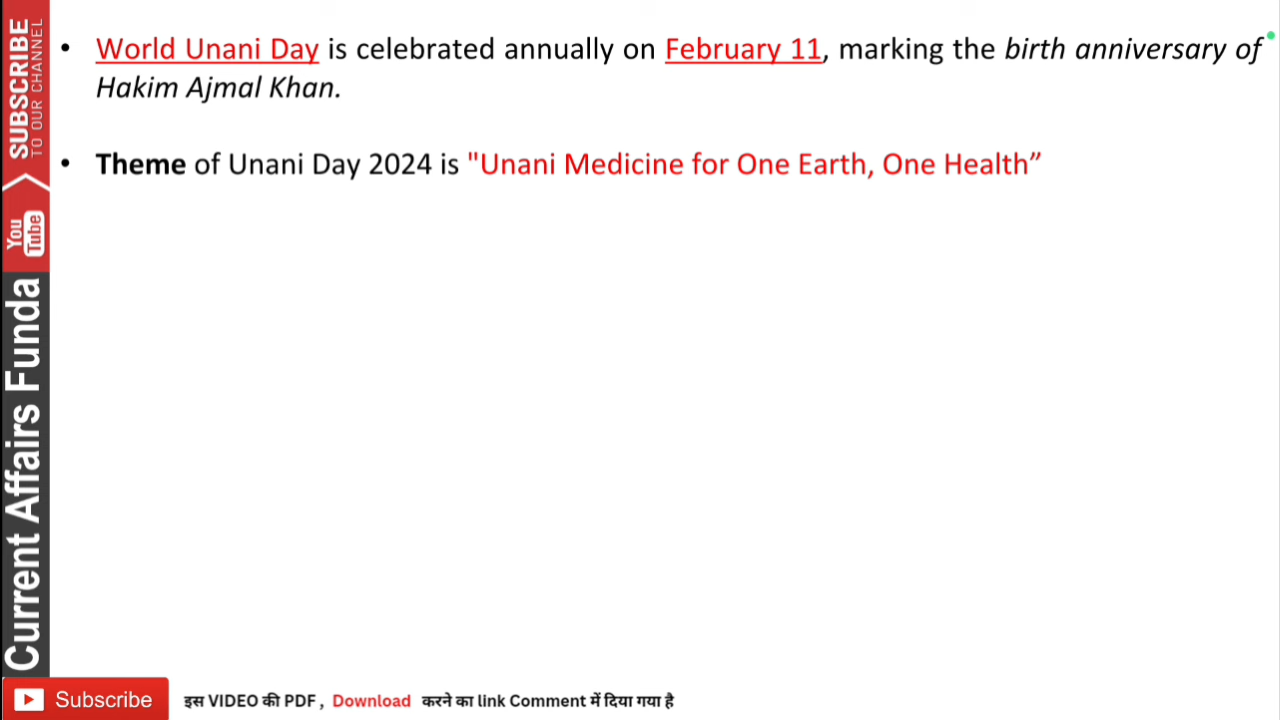 • World Unani Day is celebrated annually on February 11, marking the birth anniversary of
Hakim Ajmal Khan.
• Theme of Unani Day 2024 is "Unani Medicine for One Earth, One Health”
SUBSCRIBE
TO OUR CHANNEL
You
Tube
Current Affairs Funda
Subscribe
इस VIDEO की PDF , Download करने का link Comment में दिया गया है